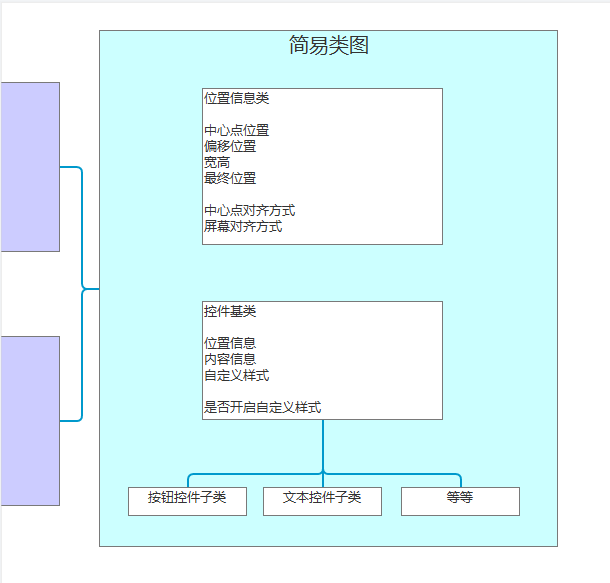 简易类图
位置信息类
中心点位置
偏移位置
宽高
最终位置
中心点对齐方式
屏幕对齐方式
控件基类
位置信息
内容信息
自定义样式
是否开启自定义样式
按钮控件子类
文本控件子类
等等